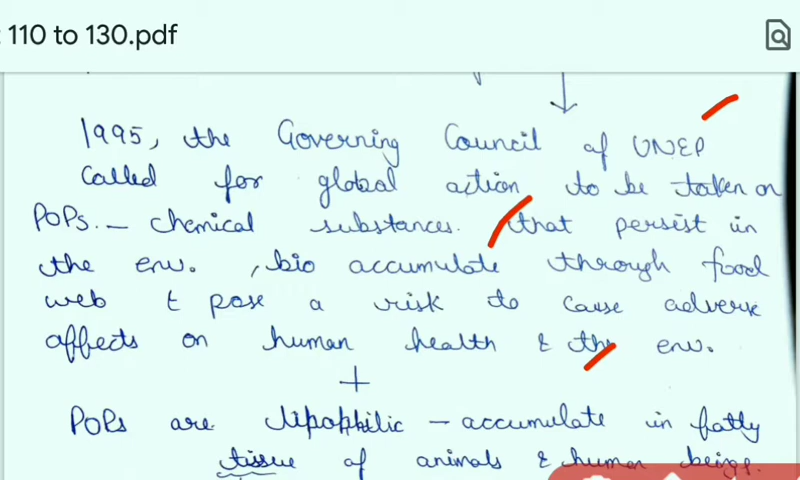 : 110 to 130.pdf
1995, the Governing Council of UNEP
called for global action to be taken on
POPs. - chemical substances. that persist in
the env. , bio accumulate through food
web & pose a risk to cause adverse
affects on human health & the env.
+
POPs are lipophilic - accumulate in fatty
tissue of animals & human beings.